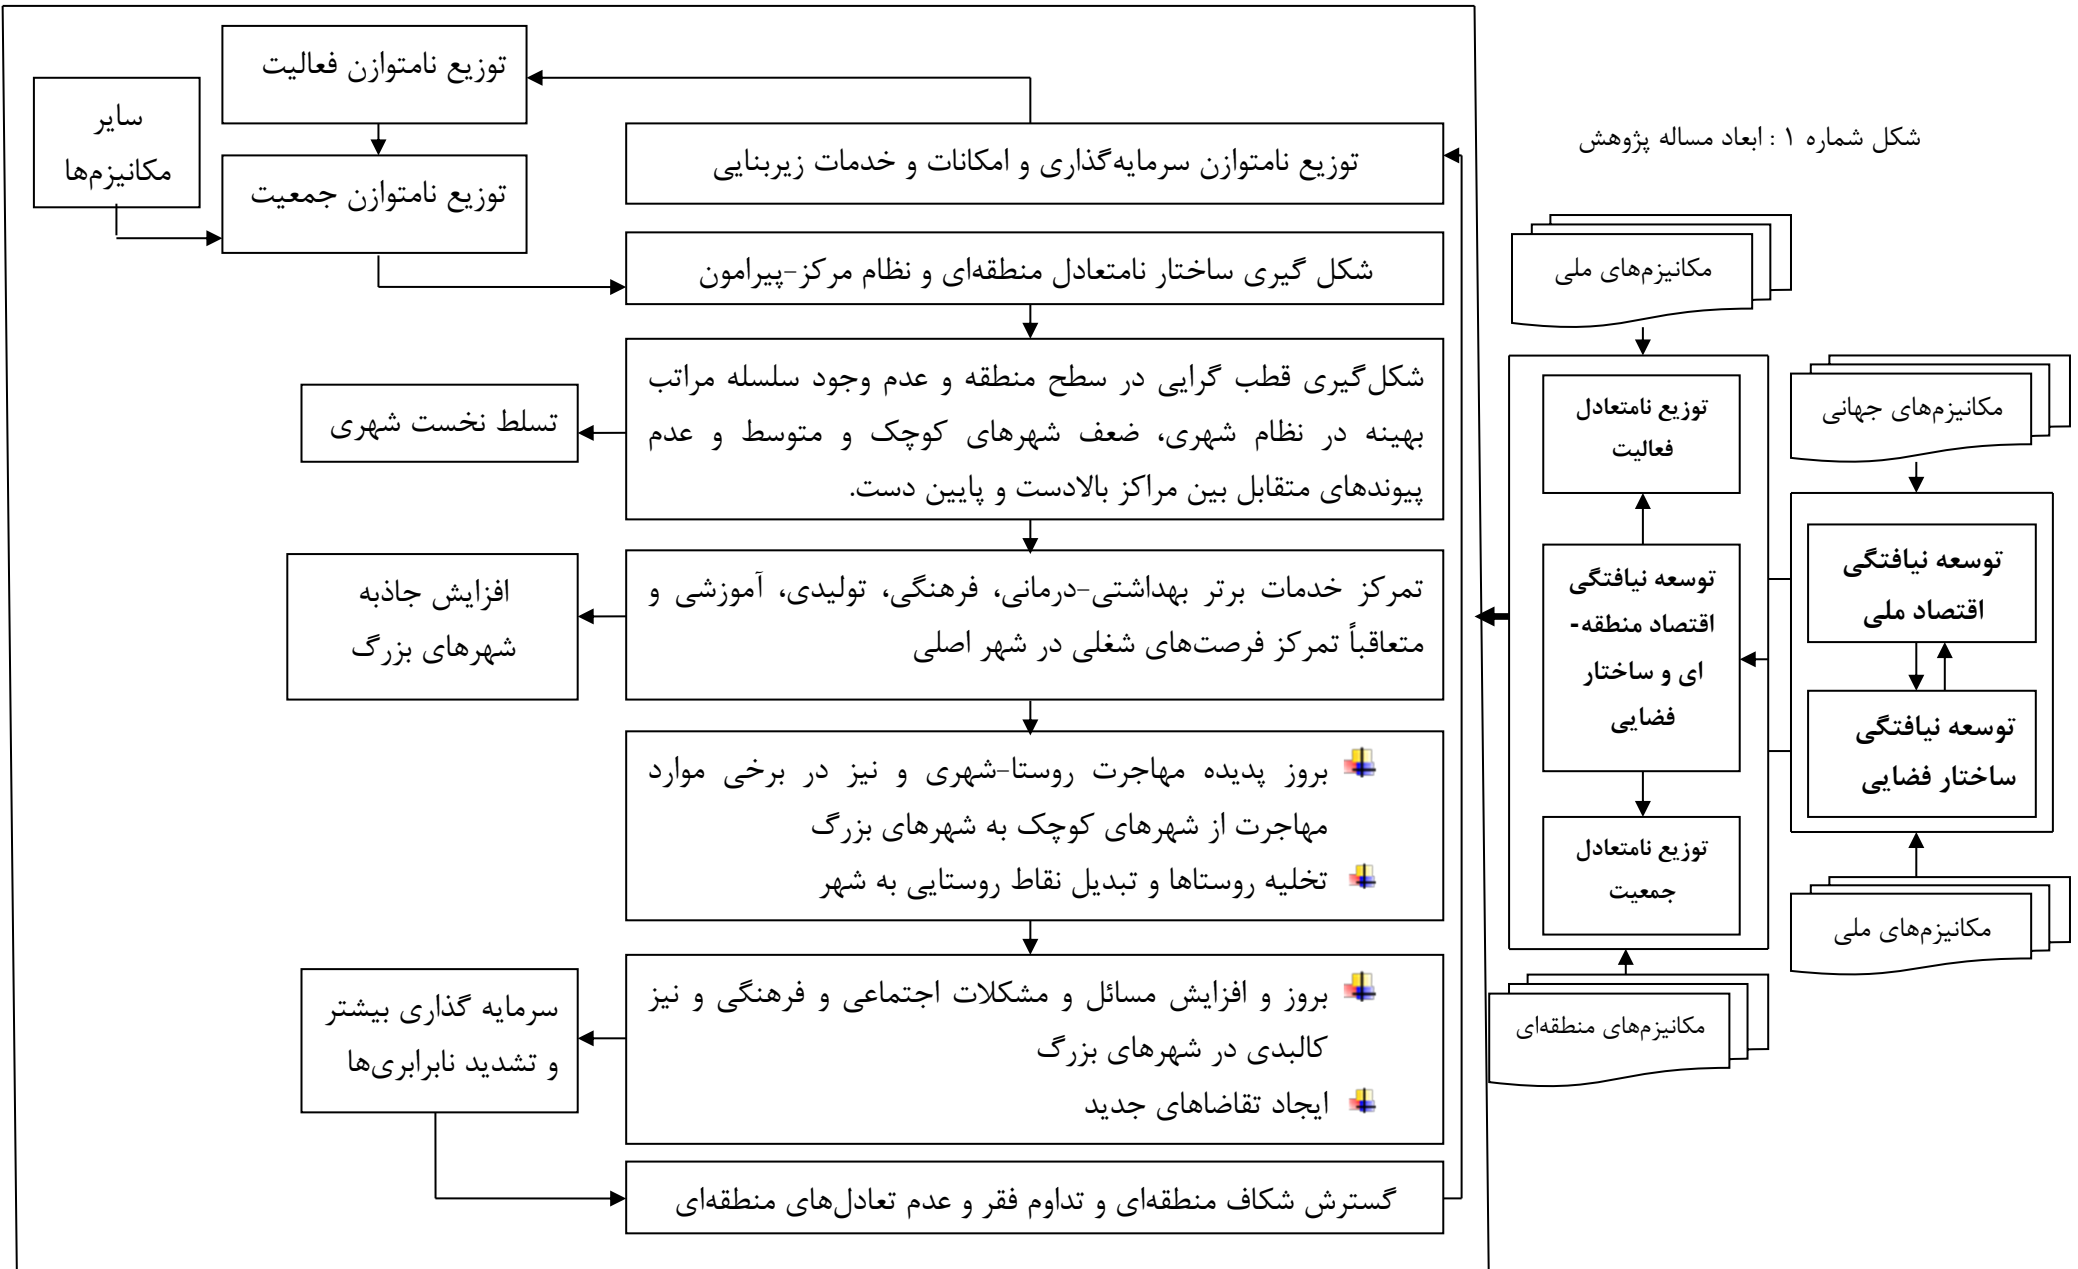 شکل شماره ۱ : ابعاد مساله پژوهش
مکانیزم‌های جهانی
توسعه نیافتگی
اقتصاد ملی
توسعه نیافتگی
ساختار فضایی
مکانیزم‌های ملی
مکانیزم‌های ملی
توزیع نامتعادل
فعالیت
توسعه نیافتگی
اقتصاد منطقه-
ای و ساختار
فضایی
توزیع نامتعادل
جمعیت
مکانیزم‌های منطقه‌ای
توزیع نامتوازن سرمایه‌گذاری و امکانات و خدمات زیربنایی
توزیع نامتوازن فعالیت
سایر
مکانیزم‌ها
توزیع نامتوازن جمعیت
شکل گیری ساختار نامتعادل منطقه‌ای و نظام مرکز-پیرامون
شکل‌گیری قطب گرایی در سطح منطقه و عدم وجود سلسله مراتب
بهینه در نظام شهری، ضعف شهرهای کوچک و متوسط و عدم
پیوندهای متقابل بین مراکز بالادست و پایین دست.
تسلط نخست شهری
تمرکز خدمات برتر بهداشتی-درمانی، فرهنگی، تولیدی، آموزشی و
متعاقباً تمرکز فرصت‌های شغلی در شهر اصلی
افزایش جاذبه
شهرهای بزرگ
بروز پدیده مهاجرت روستا-شهری و نیز در برخی موارد
مهاجرت از شهرهای کوچک به شهرهای بزرگ
تخلیه روستاها و تبدیل نقاط روستایی به شهر
بروز و افزایش مسائل و مشکلات اجتماعی و فرهنگی و نیز
کالبدی در شهرهای بزرگ
ایجاد تقاضاهای جدید
سرمایه گذاری بیشتر
و تشدید نابرابری‌ها
گسترش شکاف منطقه‌ای و تداوم فقر و عدم تعادل‌های منطقه‌ای